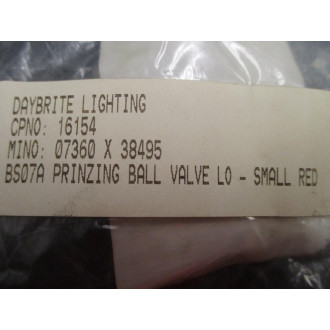 DAYBRITE LIGHTING
CPNO: 16154
MINO: 07360 X 38495
BS07A PRINZING BALL VALVE LO - SMALL RED